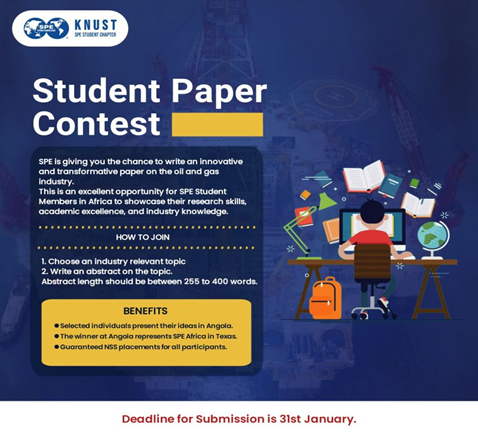 SPE
KNUST
SPE STUDENT CHAPTER
Student Paper
Contest
SPE is giving you the chance to write an innovative
and transformative paper on the oil and gas
industry.
This is an excellent opportunity for SPE Student
Members in Africa to showcase their research skills,
academic excellence, and industry knowledge.
HOW TO JOIN
1. Choose an industry relevant topic
2. Write an abstract on the topic.
Abstract length should be between 255 to 400 words.
BENEFITS
● Selected individuals present their ideas in Angola.
● The winner at Angola represents SPE Africa in Texas.
● Guaranteed NSS placements for all participants.
Deadline for Submission is 31st January.